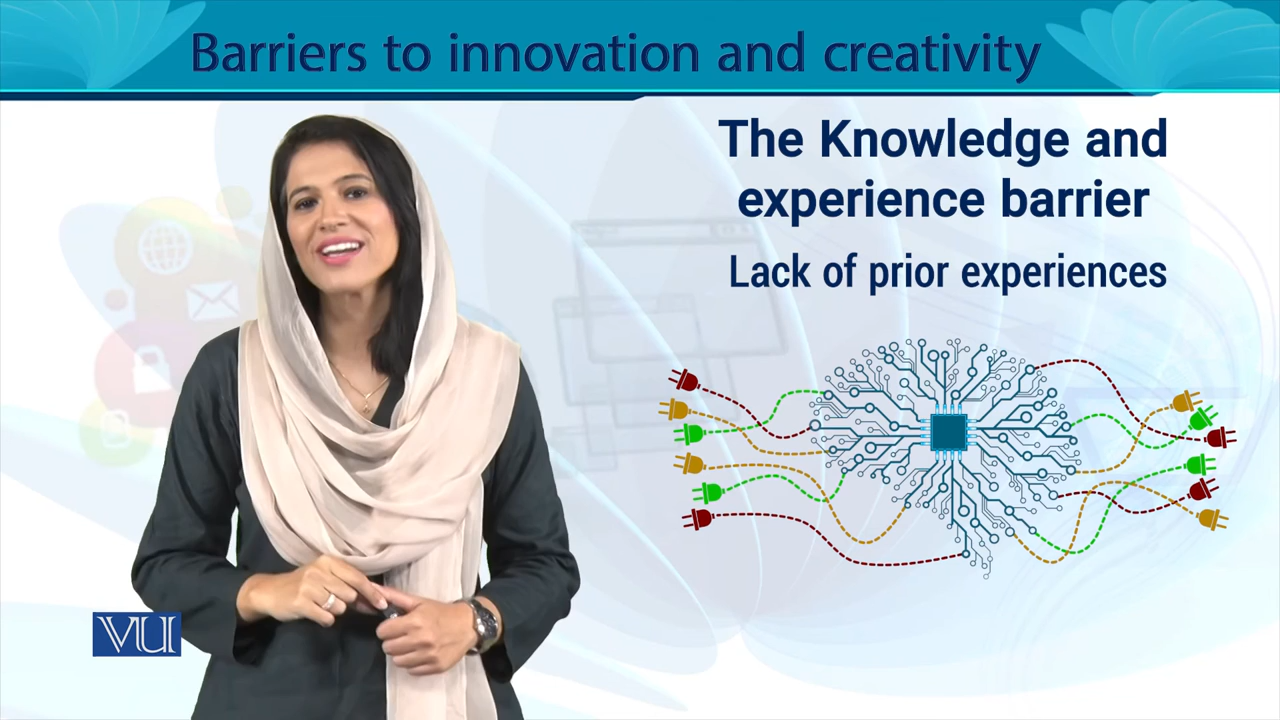 Barriers to innovation and creativity
The Knowledge and
experience barrier
Lack of prior experiences
VU